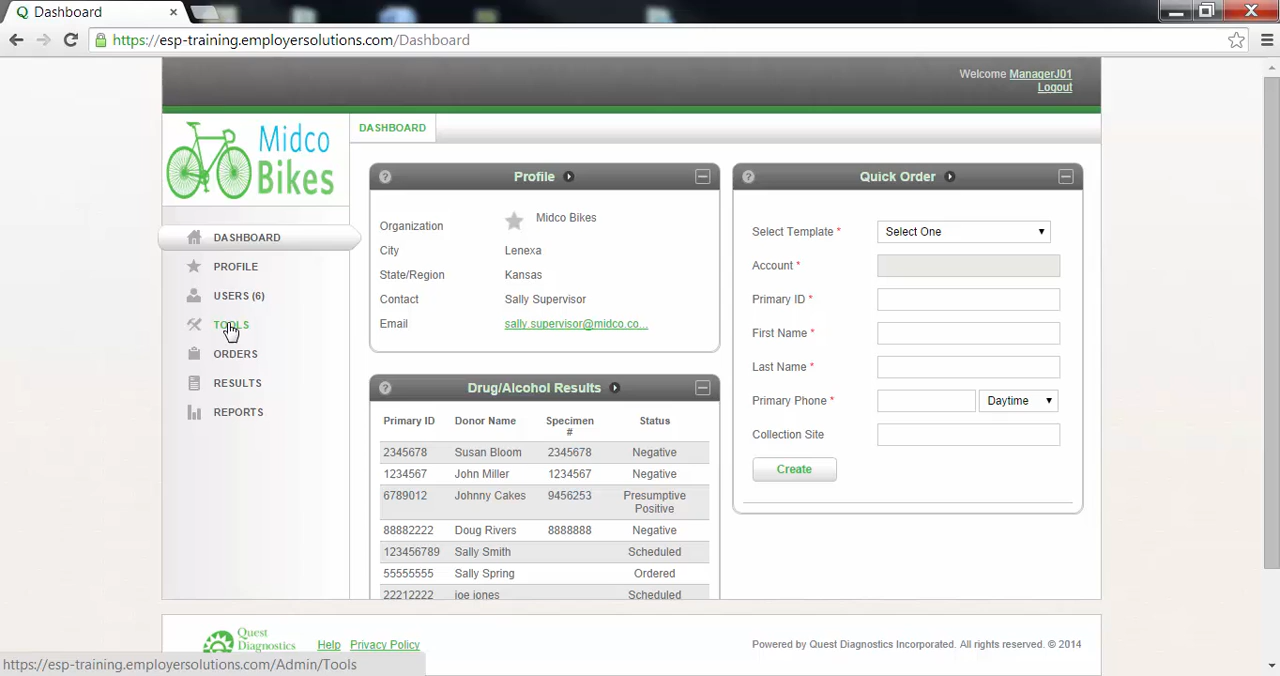 Dashboard
https://esp-training.employersolutions.com/Dashboard
Welcome ManagerJ01
Logout
Midco
Bikes
DASHBOARD
DASHBOARD
PROFILE
USERS (6)
TOOLS
ORDERS
RESULTS
REPORTS
Profile
Organization Midco Bikes
City Lenexa
State/Region Kansas
Contact Sally Supervisor
Email sally.supervisor@midco.co...
Drug/Alcohol Results
Primary ID Donor Name Specimen # Status
2345678 Susan Bloom 2345678 Negative
1234567 John Miller 1234567 Negative
6789012 Johnny Cakes 9456253 Presumptive Positive
88882222 Doug Rivers 8888888 Negative
123456789 Sally Smith Scheduled
55555555 Sally Spring Ordered
22212222 joe jones Scheduled
Quick Order
Select Template * Select One
Account *
Primary ID *
First Name *
Last Name *
Primary Phone * Daytime
Collection Site
Create
Quest
Diagnostics
Help Privacy Policy
Powered by Quest Diagnostics Incorporated. All rights reserved. © 2014
https://esp-training.employersolutions.com/Admin/Tools